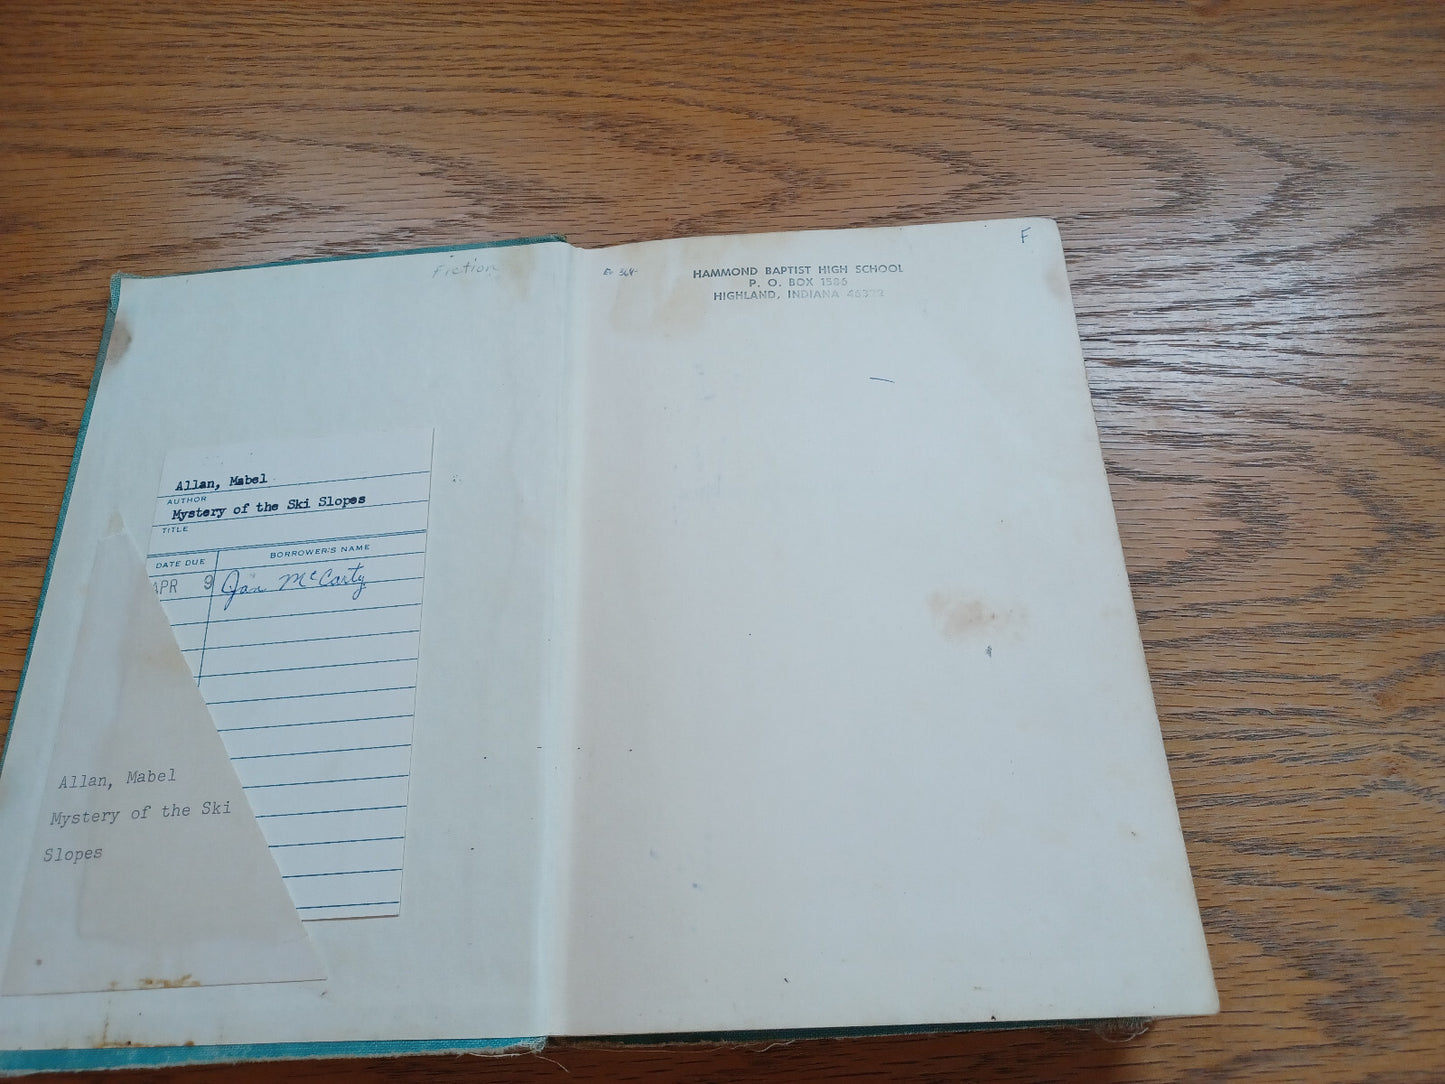 Fiction
Allan, Mabel
AUTHOR
Mystery of the Ski Slopes
TITLE
DATE DUE
BORROWER'S NAME
APR 9
Jan McCarty
Allan, Mabel
Mystery of the Ski
Slopes
F
HAMMOND BAPTIST HIGH SCHOOL
P. O. BOX 1586
HIGHLAND, INDIANA 46322